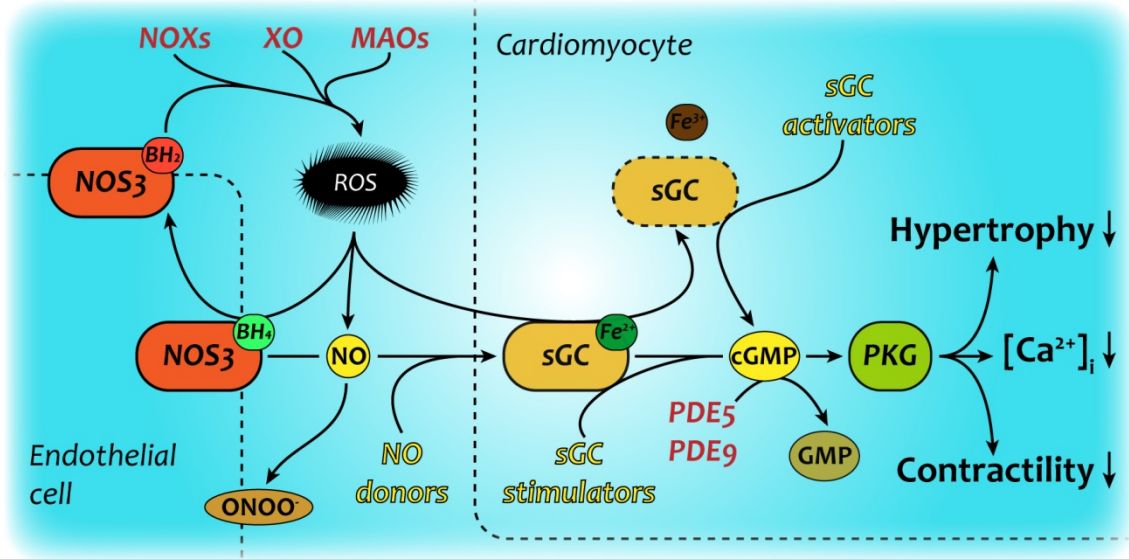 NOXs XO MAOs
Cardiomyocyte
sGC
activators
Fe³⁺
BH₂
NOS3
ROS
sGC
Hypertrophy ↓
BH₄
NOS3
NO
Fe²⁺
sGC
cGMP
PKG
[Ca²⁺]ᵢ ↓
PDE5
PDE9
GMP
Contractility ↓
Endothelial
cell
NO
donors
sGC
stimulators
ONOO⁻